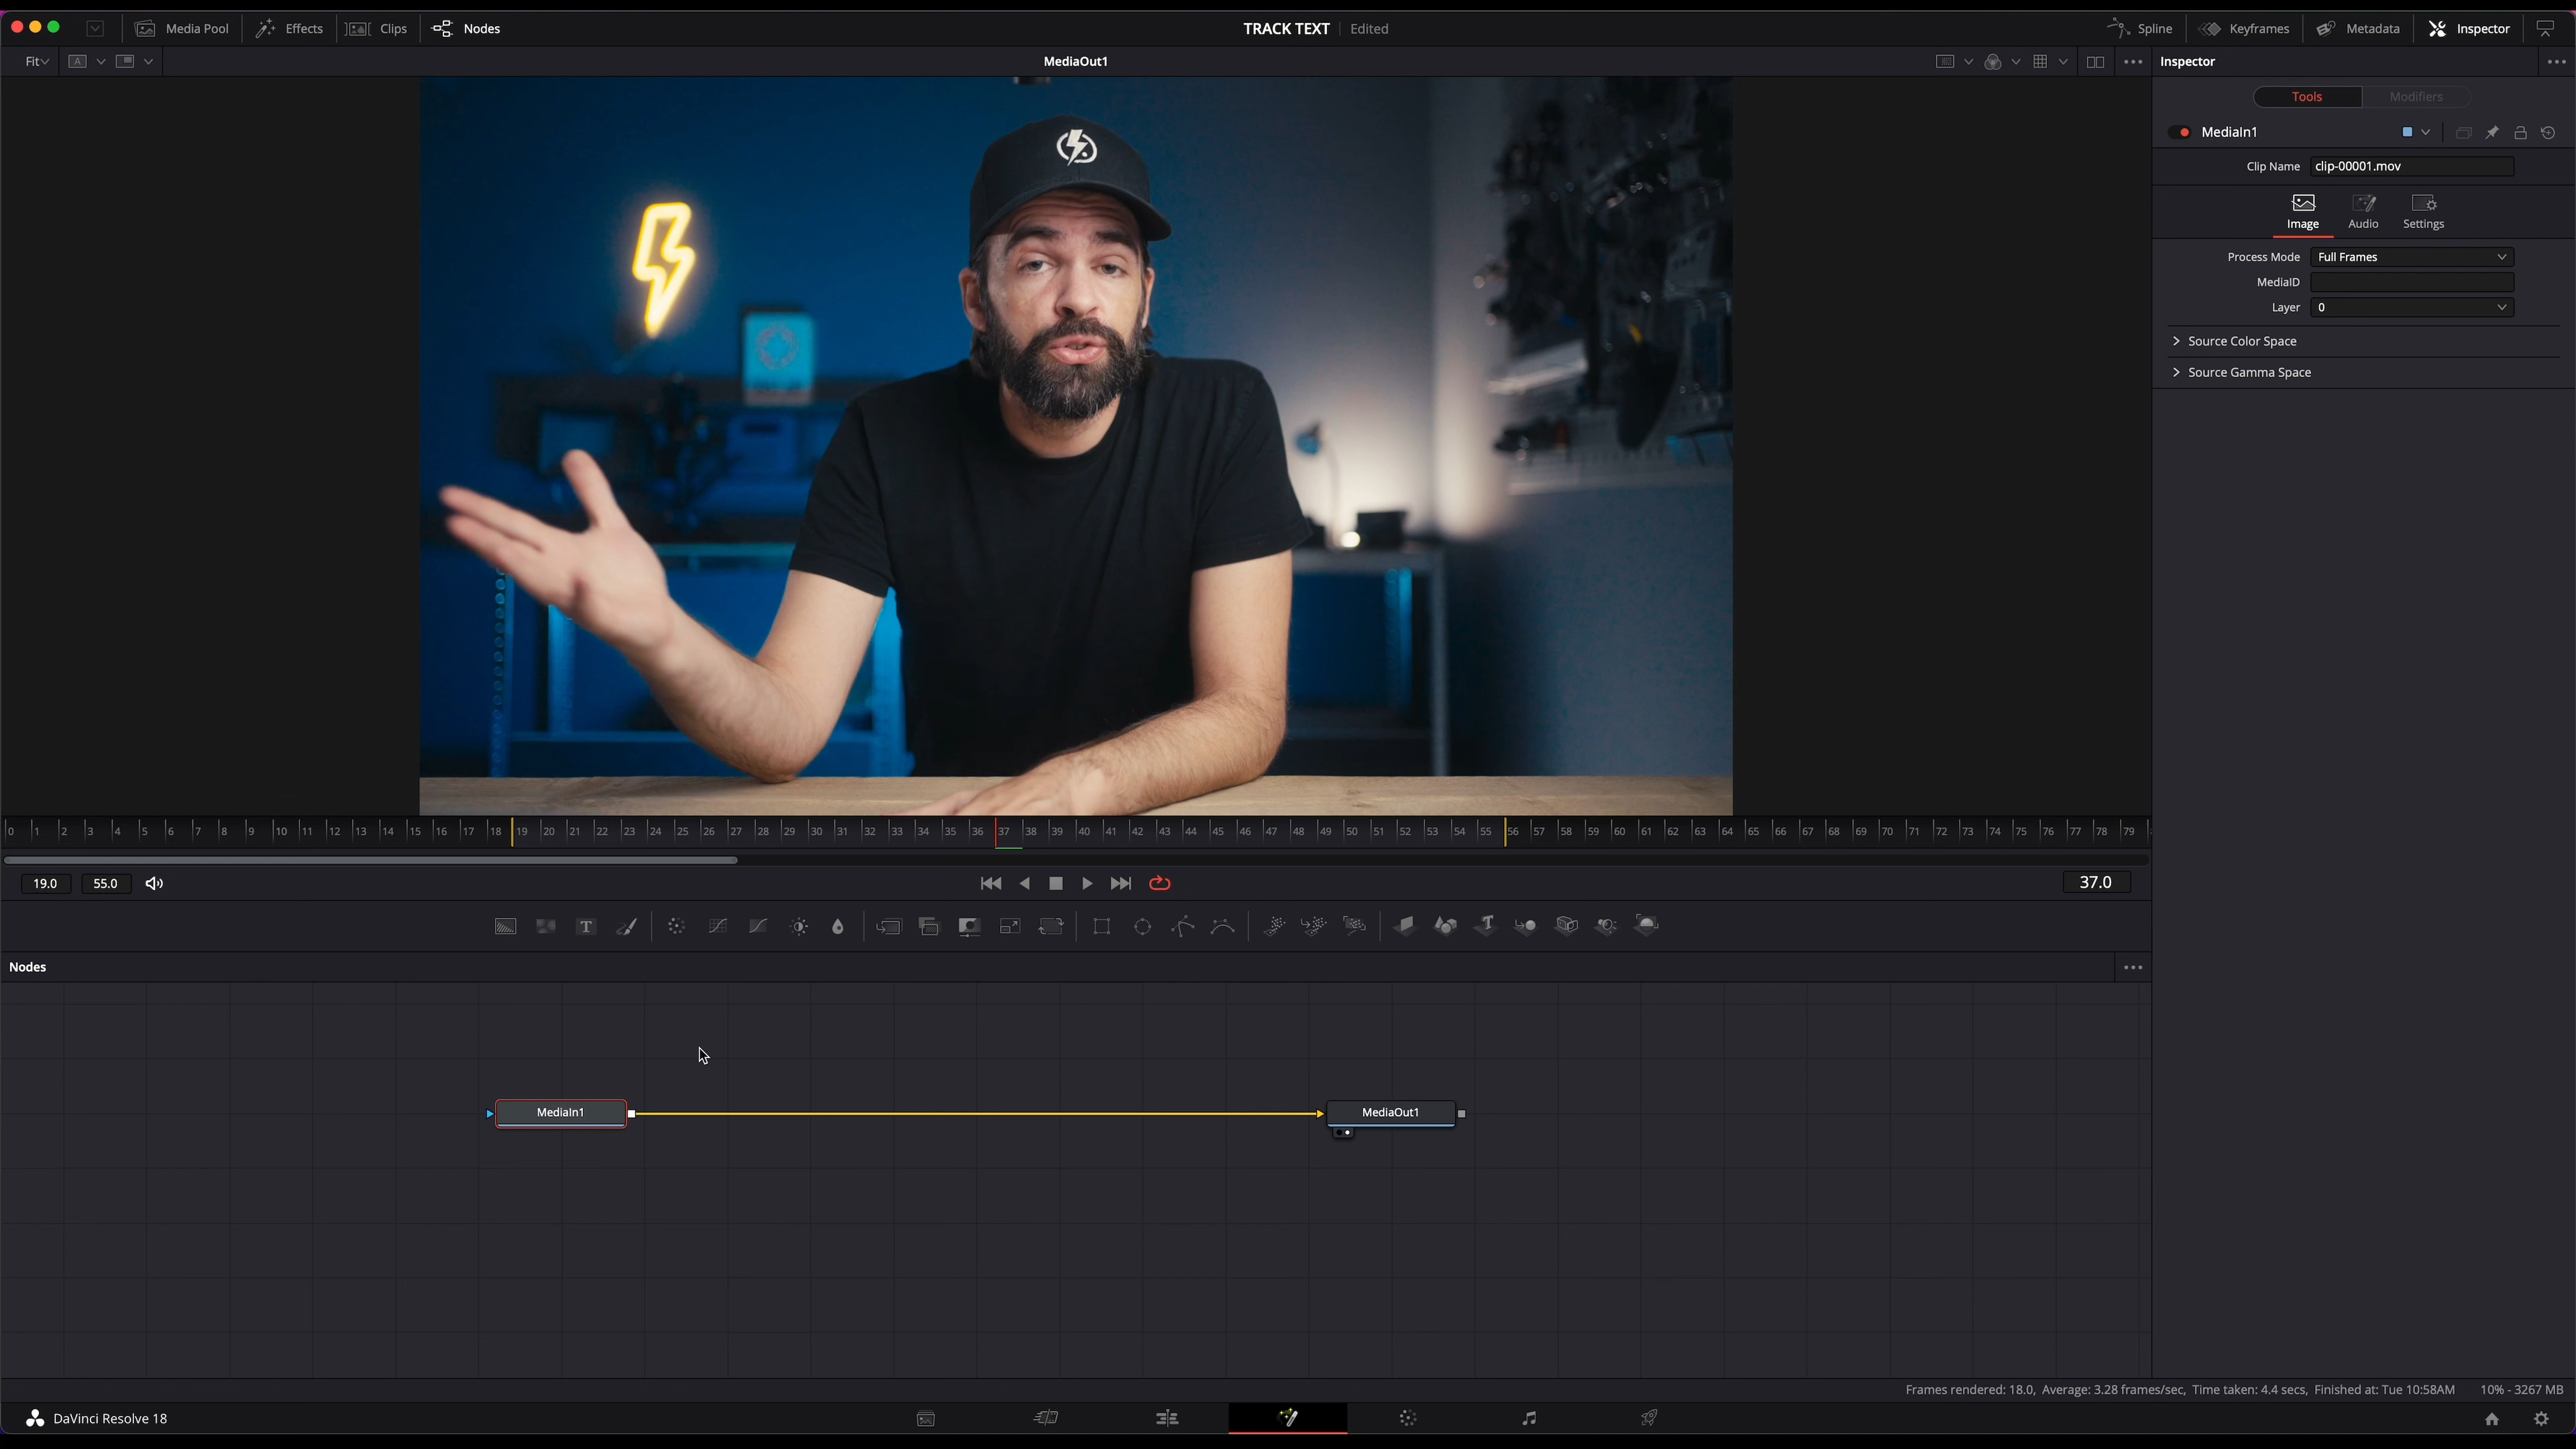 Media Pool Effects Clips Nodes TRACK TEXT Edited Spline Keyframes Metadata Inspector
Fit A MediaOut1 Inspector
Tools Modifiers
MediaIn1
Clip Name clip-00001.mov
Image Audio Settings
Process Mode Full Frames
MediaID
Layer 0
Source Color Space
Source Gamma Space
0 1 2 3 4 5 6 7 8 9 10 11 12 13 14 15 16 17 18 19 20 21 22 23 24 25 26 27 28 29 30 31 32 33 34 35 36 37 38 39 40 41 42 43 44 45 46 47 48 49 50 51 52 53 54 55 56 57 58 59 60 61 62 63 64 65 66 67 68 69 70 71 72 73 74 75 76 77 78 79
19.0 55.0 37.0
T T
Nodes
MediaIn1 MediaOut1
Frames rendered: 18.0, Average: 3.28 frames/sec, Time taken: 4.4 secs, Finished at: Tue 10:58AM 10% - 3267 MB
DaVinci Resolve 18